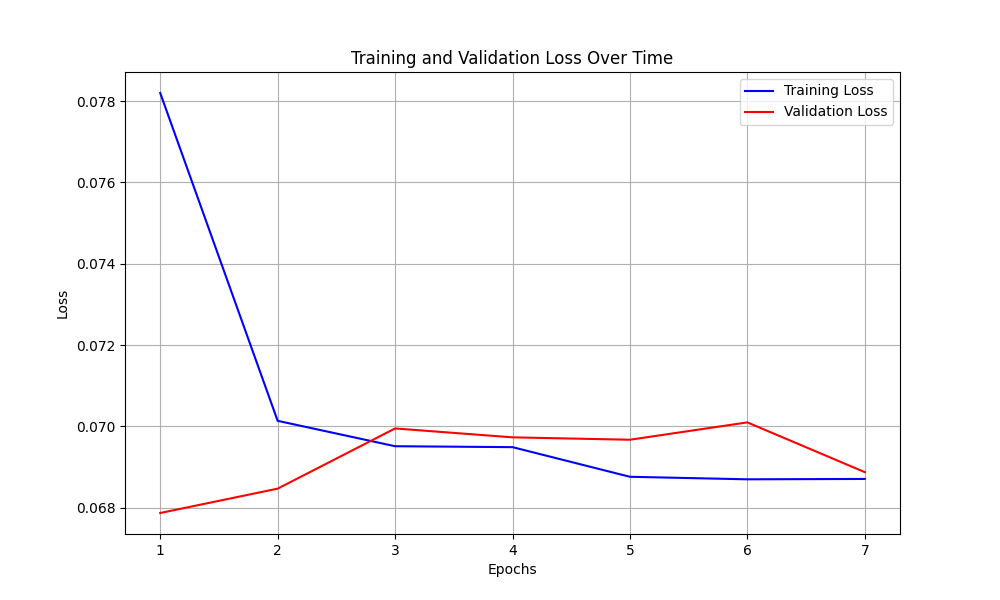 Training and Validation Loss Over Time
Training Loss
Validation Loss
0.078
0.076
0.074
0.072
0.070
0.068
Loss
1 2 3 4 5 6 7
Epochs